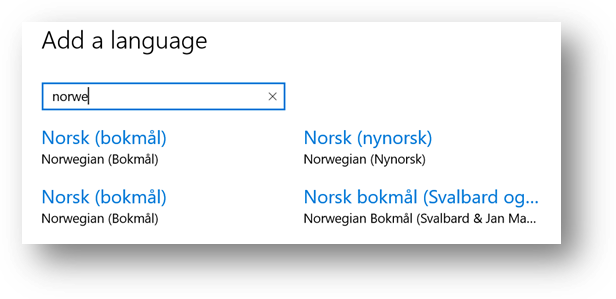 Add a language
norwe
Norsk (bokmål)
Norwegian (Bokmål)
Norsk (nynorsk)
Norwegian (Nynorsk)
Norsk (bokmål)
Norwegian (Bokmål)
Norsk bokmål (Svalbard og...
Norwegian Bokmål (Svalbard & Jan Ma...